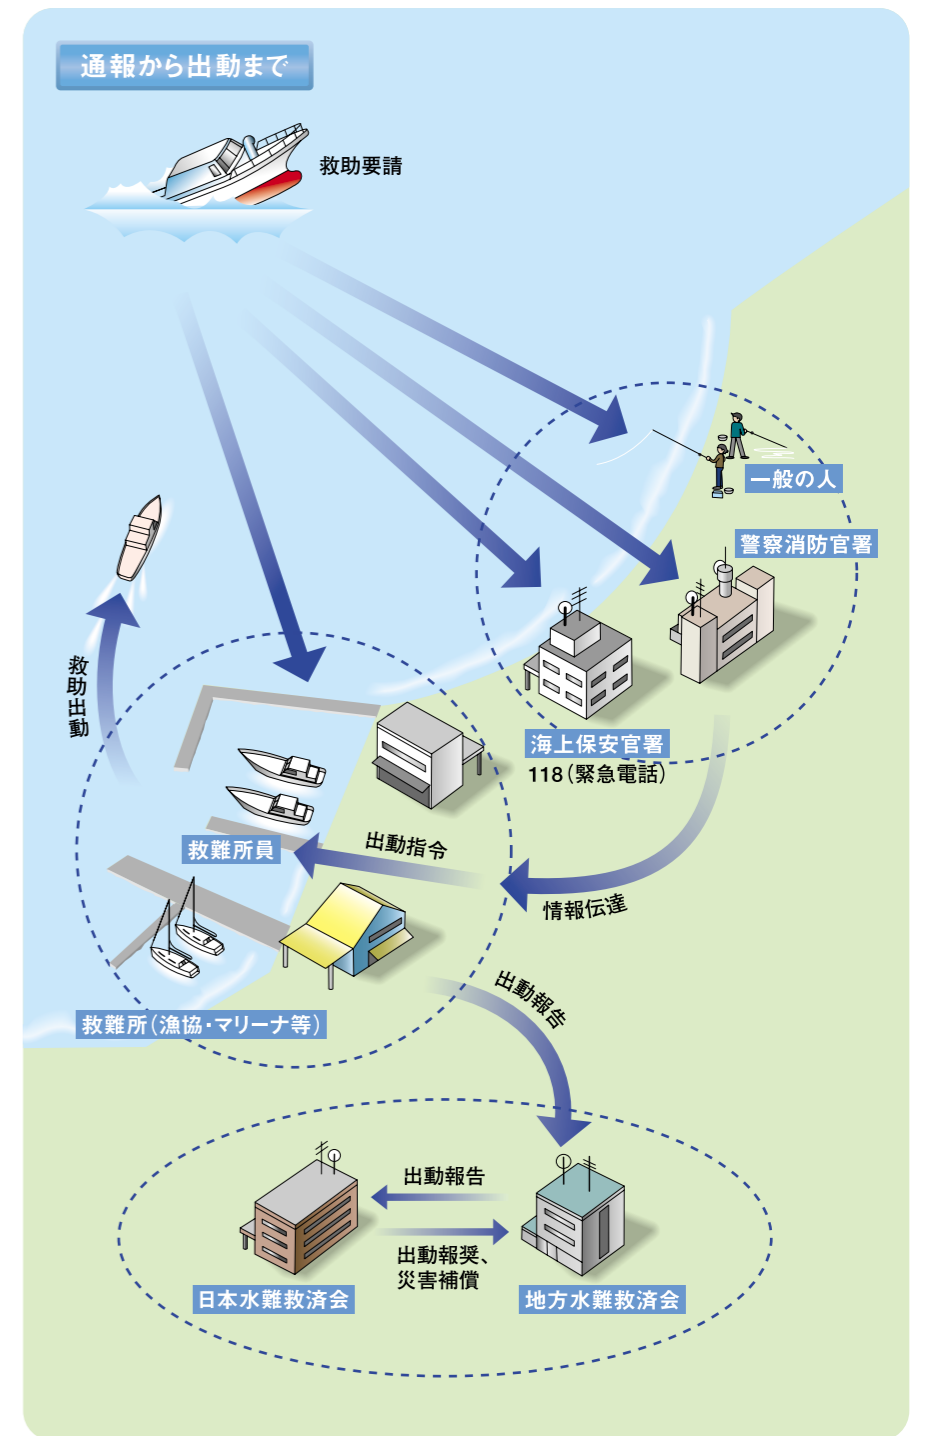 通報から出動まで
救助要請
一般の人
警察消防官署
海上保安官署
118（緊急電話）
救助出動
出動指令
救難所員
情報伝達
救難所（漁協・マリーナ等）
出動報告
出動報告
出動報奨、
災害補償
日本水難救済会
地方水難救済会